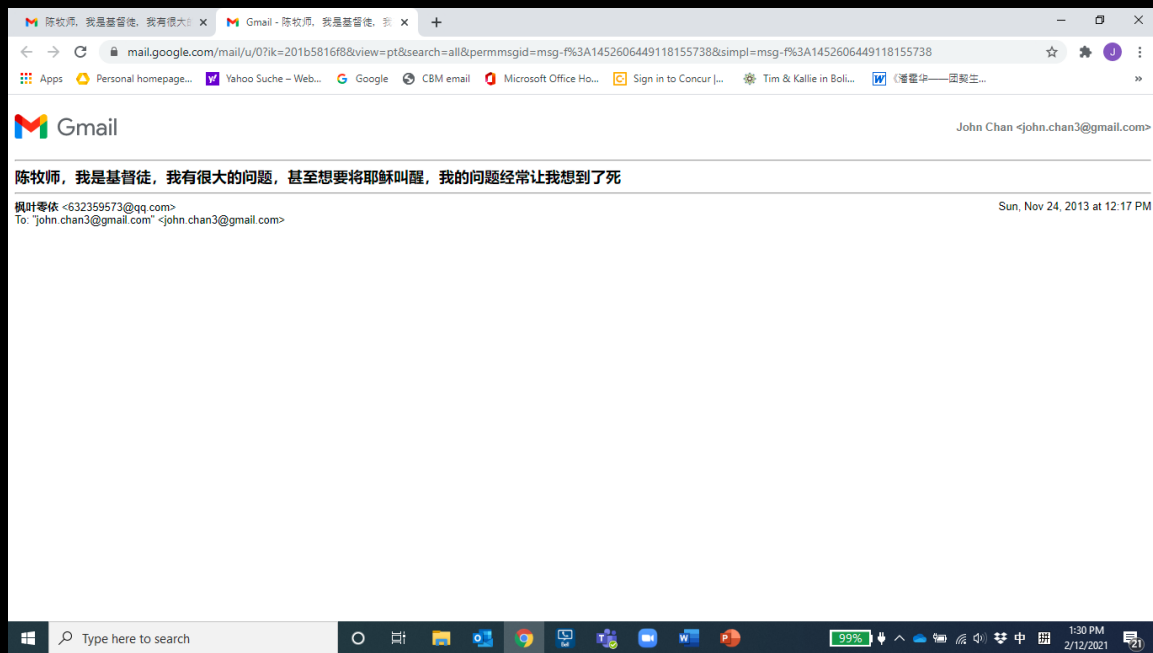 陈牧师，我是基督徒，我有很大的
Gmail - 陈牧师，我是基督徒，我
mail.google.com/mail/u/0?ik=201b5816f8&view=pt&search=all&permmsgid=msg-f%3A1452606449118155738&simpl=msg-f%3A1452606449118155738
J
Apps Personal homepage... Yahoo Suche – Web... Google CBM email Microsoft Office Ho... Sign in to Concur |... Tim & Kallie in Boli... 《潘霍华——团契生... »
Gmail
John Chan <john.chan3@gmail.com>
陈牧师，我是基督徒，我有很大的问题，甚至想要将耶稣叫醒，我的问题经常让我想到了死
枫叶零依 <632359573@qq.com>
Sun, Nov 24, 2013 at 12:17 PM
To: "john.chan3@gmail.com" <john.chan3@gmail.com>
Type here to search
99%
中
1:30 PM
2/12/2021
21